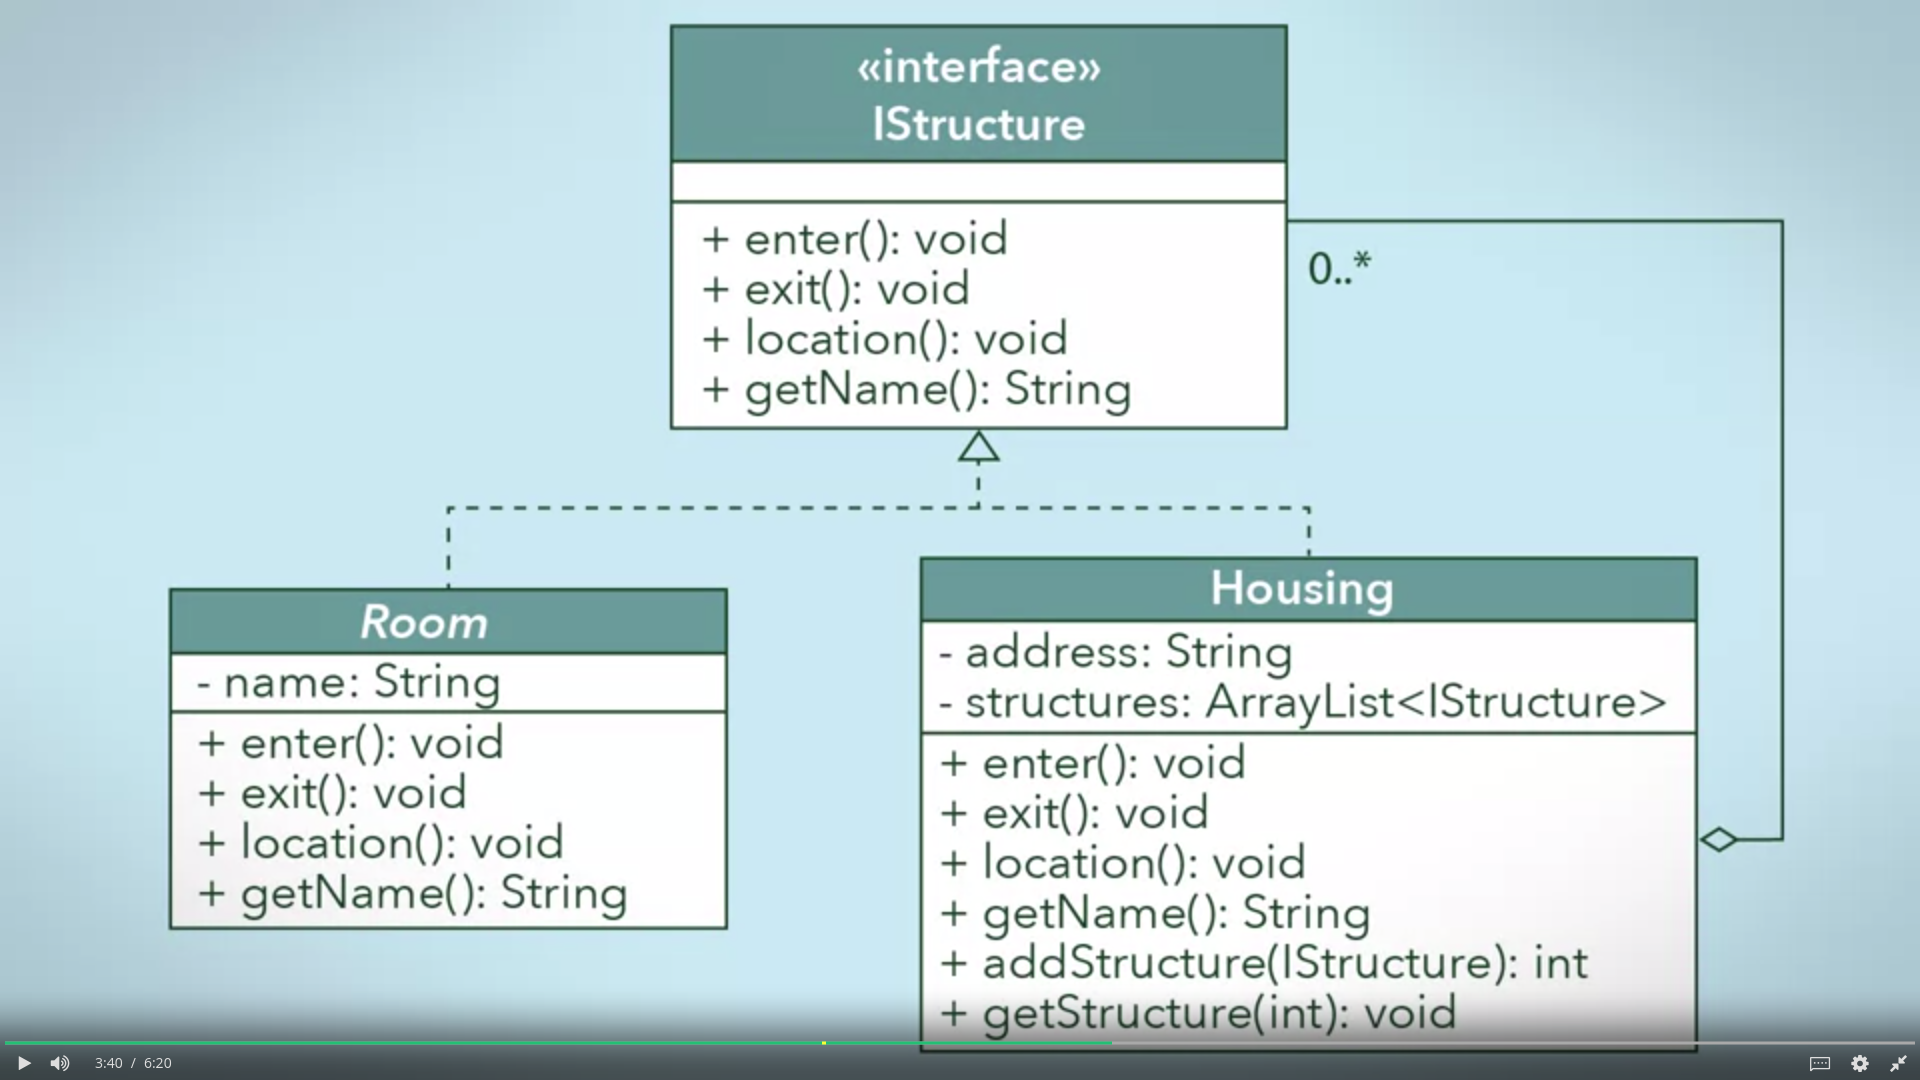 «interface»
IStructure
+ enter(): void
+ exit(): void
+ location(): void
+ getName(): String
0..*
Room
- name: String
+ enter(): void
+ exit(): void
+ location(): void
+ getName(): String
Housing
- address: String
- structures: ArrayList<IStructure>
+ enter(): void
+ exit(): void
+ location(): void
+ getName(): String
+ addStructure(IStructure): int
+ getStructure(int): void
3:40 / 6:20